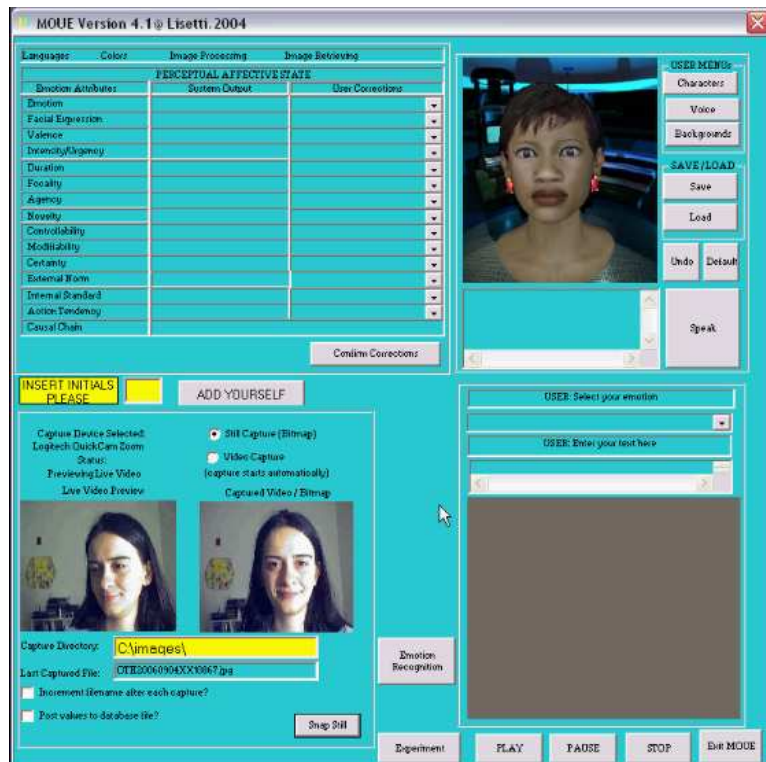 MOUE Version 4.1@ Lisetti. 2004
Languages Colors Image Processing Image Retrieving
PERCEPTUAL AFFECTIVE STATE
Emotion Attributes System Output User Corrections
Emotion
Facial Expression
Valence
Intensity/Urgency
Duration
Focality
Agency
Novelty
Controllability
Modifiability
Certainty
External Norm
Internal Standard
Action Tendency
Causal Chain
Confirm Corrections
USER MENUs
Characters
Voice
Backgrounds
SAVE/LOAD
Save
Load
Undo Default
Speak
INSERT INITIALS
PLEASE
ADD YOURSELF
Capture Device Selected:
Logitech QuickCam Zoom
Status:
Previewing Live Video
Live Video Preview
Still Capture (Bitmap)
Video Capture
(capture starts automatically)
Captured Video / Bitmap
Capture Directory: C:\images\
Last Captured File:
Increment filename after each capture?
Post values to database file?
Snap Still
USER: Select your emotion
USER: Enter your text here
Emotion
Recognition
Experiment PLAY PAUSE STOP Exit MOUE